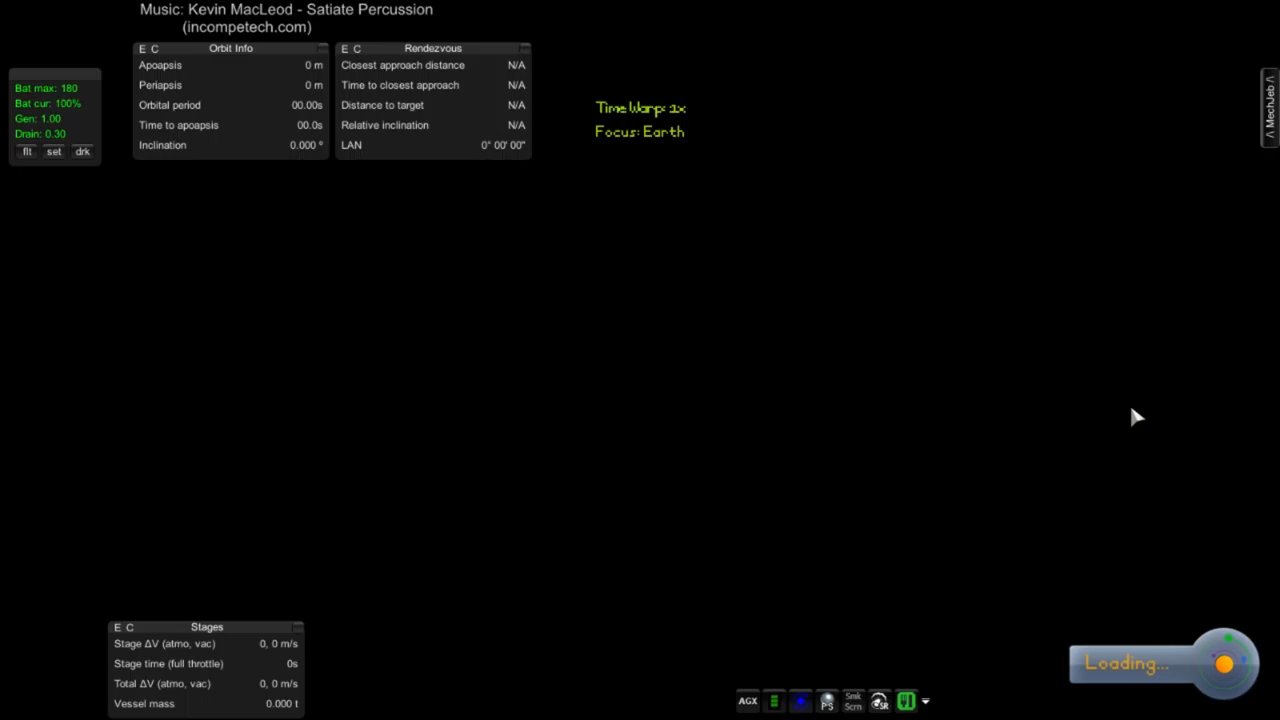 Music: Kevin MacLeod - Satiate Percussion
(incompetech.com)
E C Orbit Info
Apoapsis 0 m
Periapsis 0 m
Orbital period 00.00s
Time to apoapsis 00.0s
Inclination 0.000 °
E C Rendezvous
Closest approach distance N/A
Time to closest approach N/A
Distance to target N/A
Relative inclination N/A
LAN 0° 00' 00"
Bat max: 180
Bat cur: 100%
Gen: 1.00
Drain: 0.30
flt set drk
Time Warp: 1x
Focus: Earth
/\ MechJeb /\
E C Stages
Stage ΔV (atmo, vac) 0, 0 m/s
Stage time (full throttle) 0s
Total ΔV (atmo, vac) 0, 0 m/s
Vessel mass 0.000 t
AGX
PS
Smk
Scrn
SR
Loading...